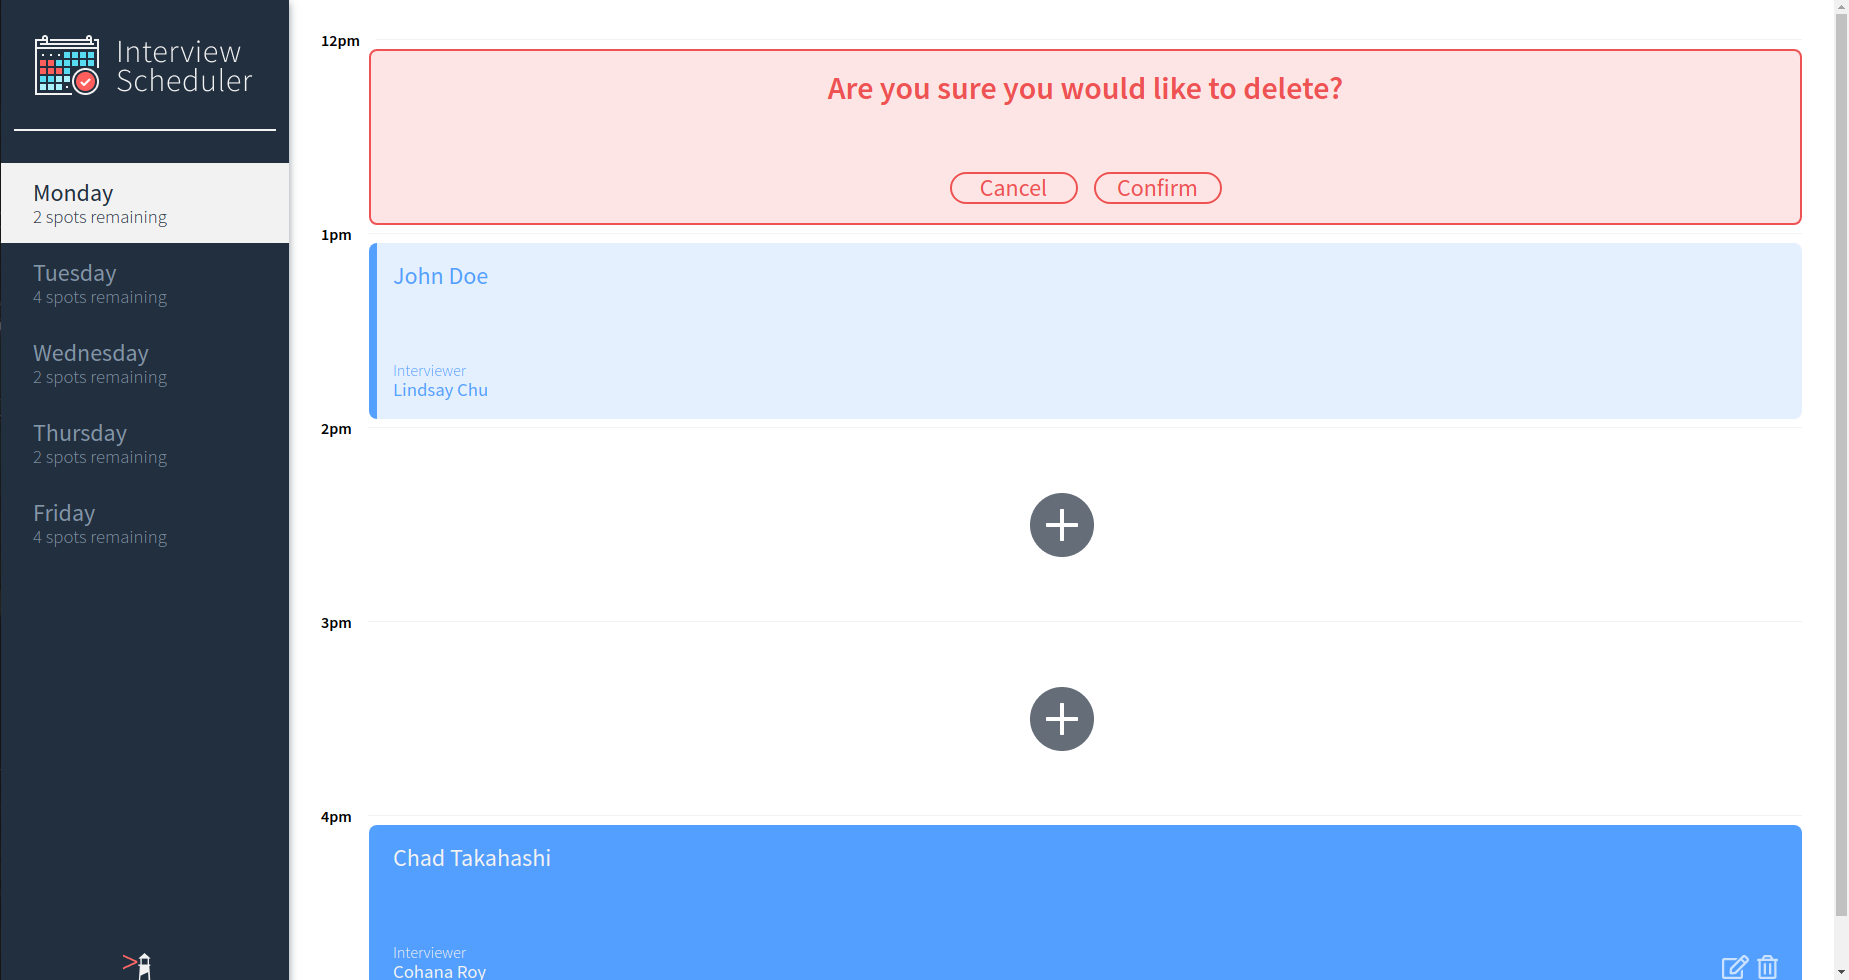 Interview
Scheduler
Monday
2 spots remaining
Tuesday
4 spots remaining
Wednesday
2 spots remaining
Thursday
2 spots remaining
Friday
4 spots remaining
12pm
Are you sure you would like to delete?
Cancel Confirm
1pm
John Doe
Interviewer
Lindsay Chu
2pm
3pm
4pm
Chad Takahashi
Interviewer
Cohana Roy